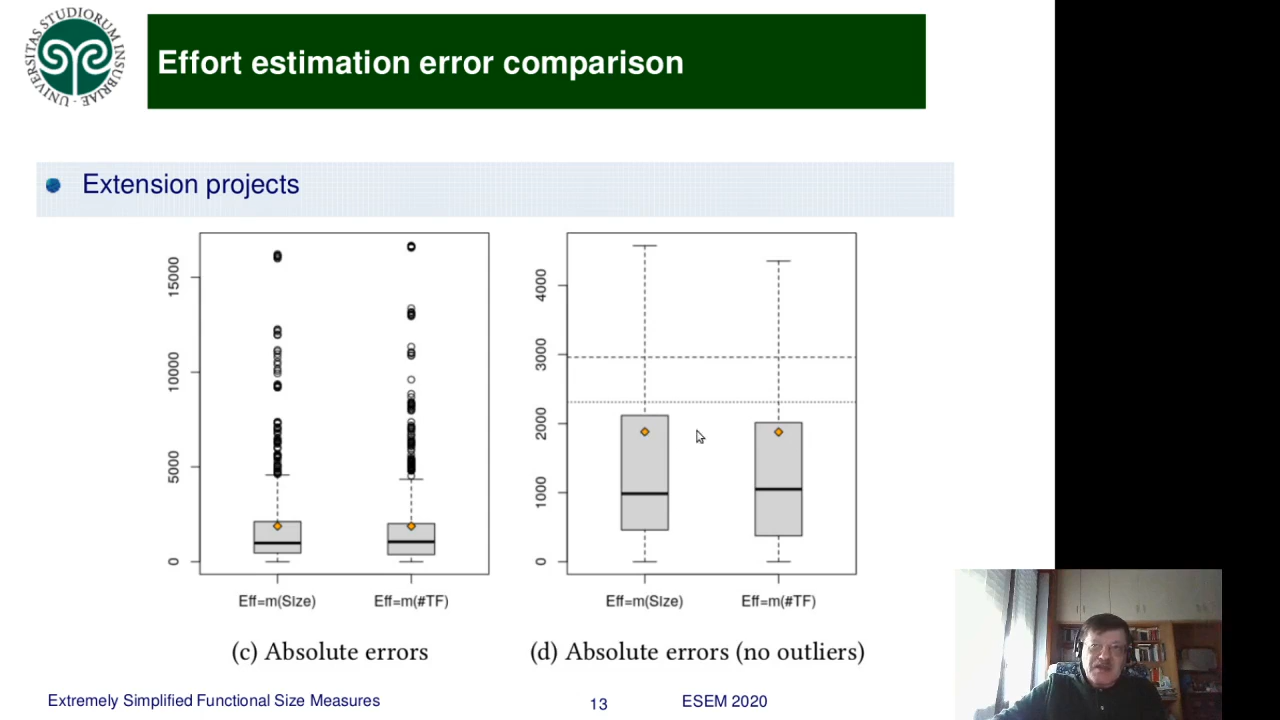 UNIVERSITAS STUDIORUM INSUBRIAE
Effort estimation error comparison
Extension projects
15000
10000
5000
0
Eff=m(Size)
Eff=m(#TF)
4000
3000
2000
1000
0
Eff=m(Size)
Eff=m(#TF)
(c) Absolute errors
(d) Absolute errors (no outliers)
Extremely Simplified Functional Size Measures
13
ESEM 2020